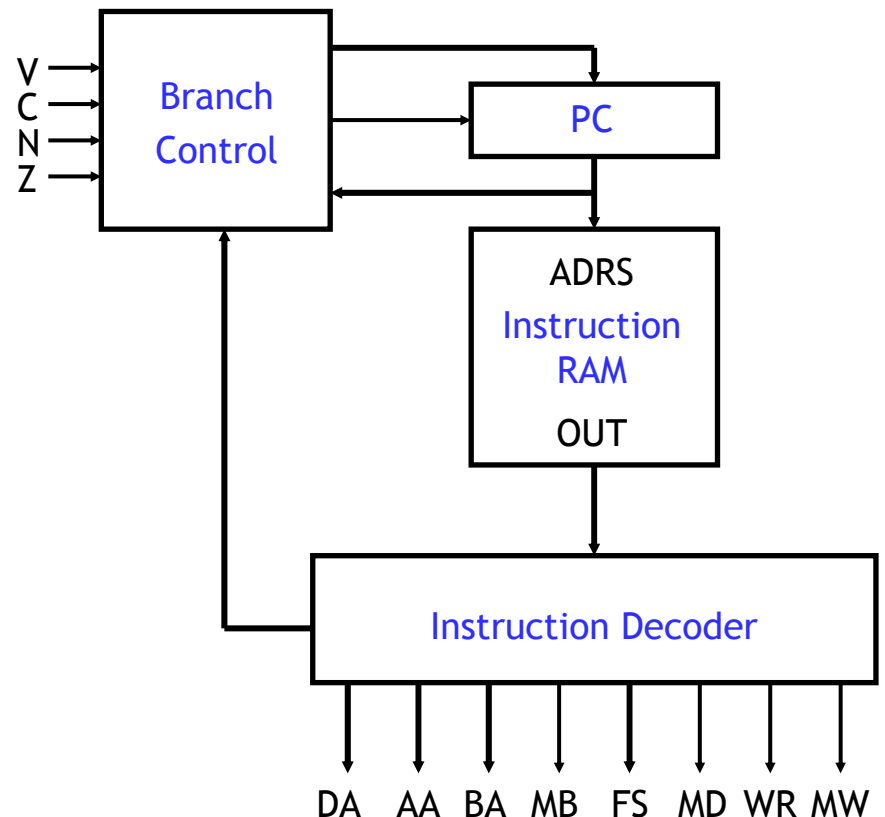 V
C
N
Z
Branch
Control
PC
ADRS
Instruction
RAM
OUT
Instruction Decoder
DA AA BA MB FS MD WR MW